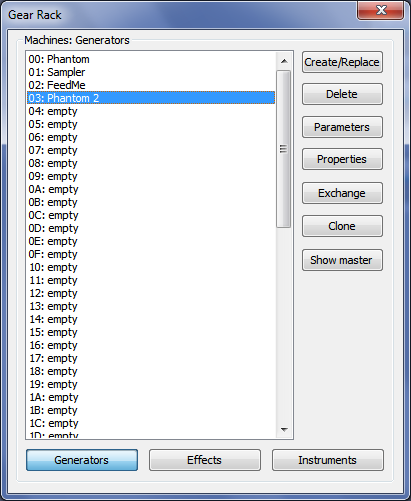 Gear Rack
Machines: Generators
00: Phantom
01: Sampler
02: FeedMe
03: Phantom 2
04: empty
05: empty
06: empty
07: empty
08: empty
09: empty
0A: empty
0B: empty
0C: empty
0D: empty
0E: empty
0F: empty
10: empty
11: empty
12: empty
13: empty
14: empty
15: empty
16: empty
17: empty
18: empty
19: empty
1A: empty
1B: empty
1C: empty
1D: empty
Create/Replace
Delete
Parameters
Properties
Exchange
Clone
Show master
Generators
Effects
Instruments